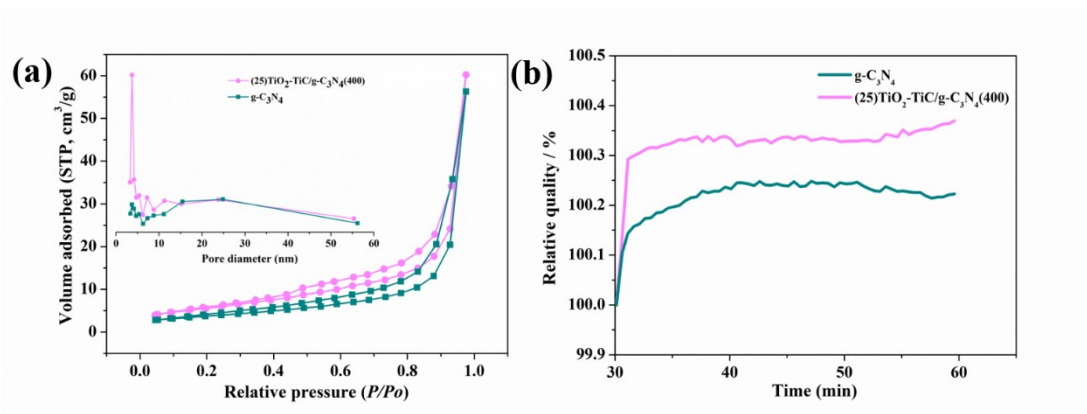 (a)
Volume adsorbed (STP, cm³/g)
60
50
40
30
20
10
0
(25)TiO₂-TiC/g-C₃N₄(400)
g-C₃N₄
0 10 20 30 40 50 60
Pore diameter (nm)
0.0 0.2 0.4 0.6 0.8 1.0
Relative pressure (P/Po)
(b)
Relative quality / %
100.5
100.4
100.3
100.2
100.1
100.0
99.9
g-C₃N₄
(25)TiO₂-TiC/g-C₃N₄(400)
30 40 50 60
Time (min)